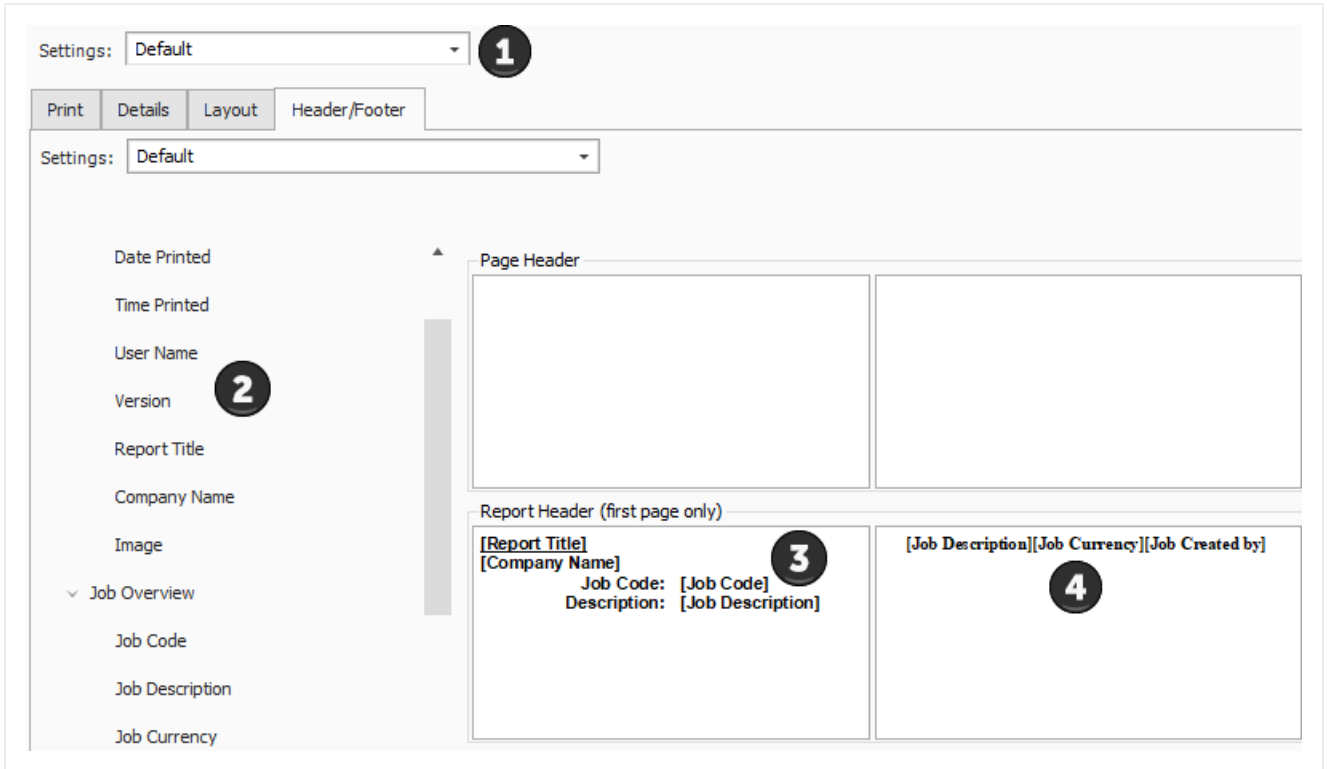 Settings: Default 1
Print Details Layout Header/Footer
Settings: Default
Date Printed
Time Printed
User Name
2
Version
Report Title
Company Name
Image
Job Overview
Job Code
Job Description
Job Currency
Page Header
Report Header (first page only)
[Report Title]
[Company Name]
3
Job Code: [Job Code]
Description: [Job Description]
[Job Description][Job Currency][Job Created by]
4